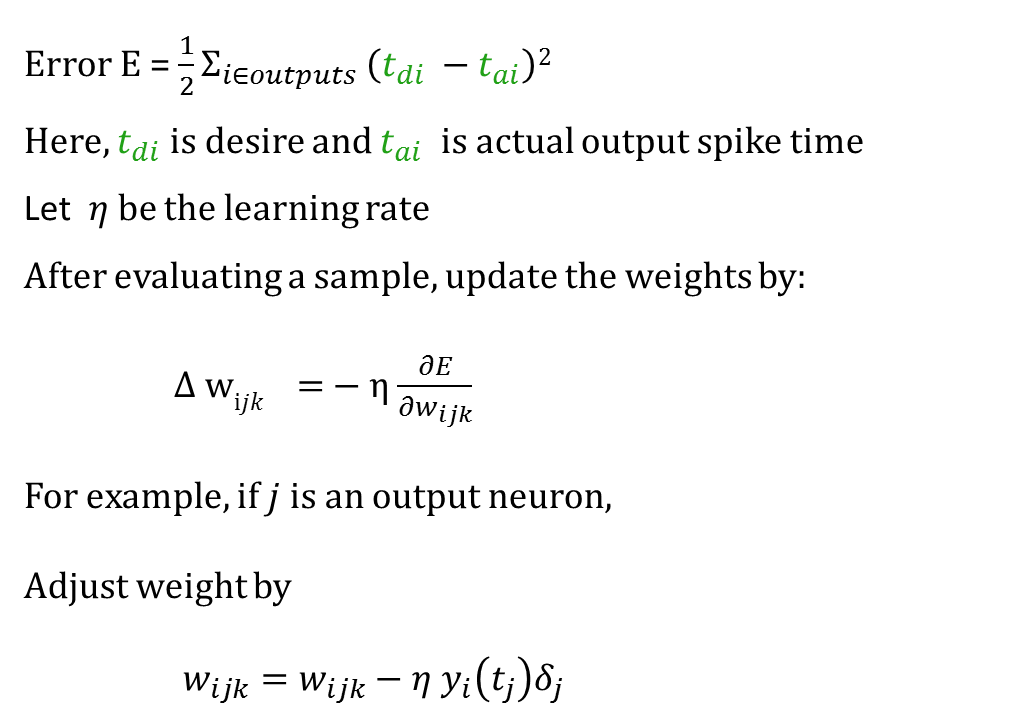 Error E = \frac{1}{2} Σ_{i∈outputs} (t_{di} − t_{ai})^2
Here, t_{di} is desire and t_{ai} is actual output spike time
Let η be the learning rate
After evaluating a sample, update the weights by:
Δ w_{ijk} = − η \frac{∂E}{∂w_{ijk}}
For example, if j is an output neuron,
Adjust weight by
w_{ijk} = w_{ijk} − η y_i(t_j)δ_j